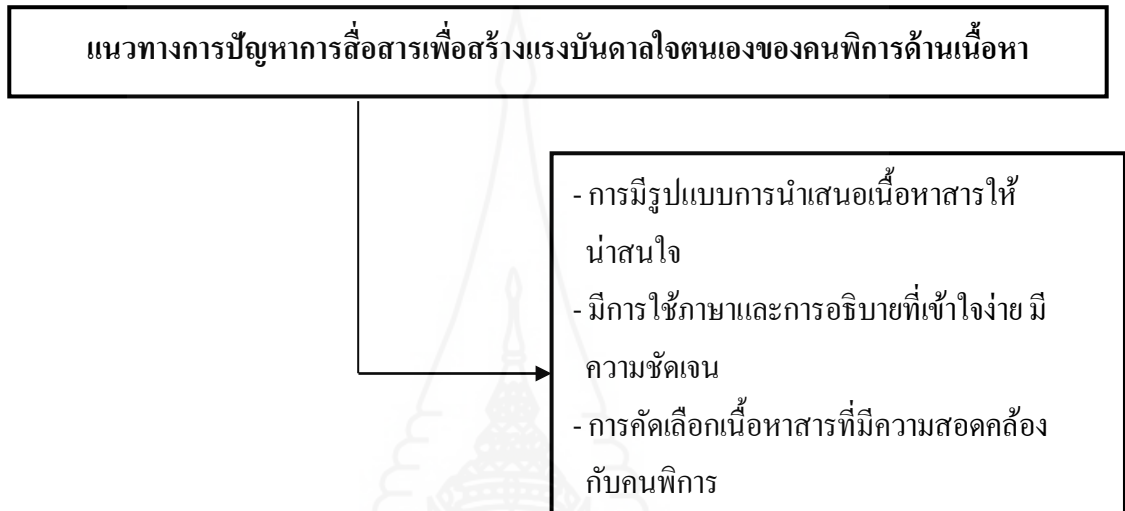 แนวทางการปัญหาการสื่อสารเพื่อสร้างแรงบันดาลใจตนเองของคนพิการด้านเนื้อหา
- การมีรูปแบบการนำเสนอเนื้อหาสารให้
น่าสนใจ
- มีการใช้ภาษาและการอธิบายที่เข้าใจง่าย มี
ความชัดเจน
- การคัดเลือกเนื้อหาสารที่มีความสอดคล้อง
กับคนพิการ